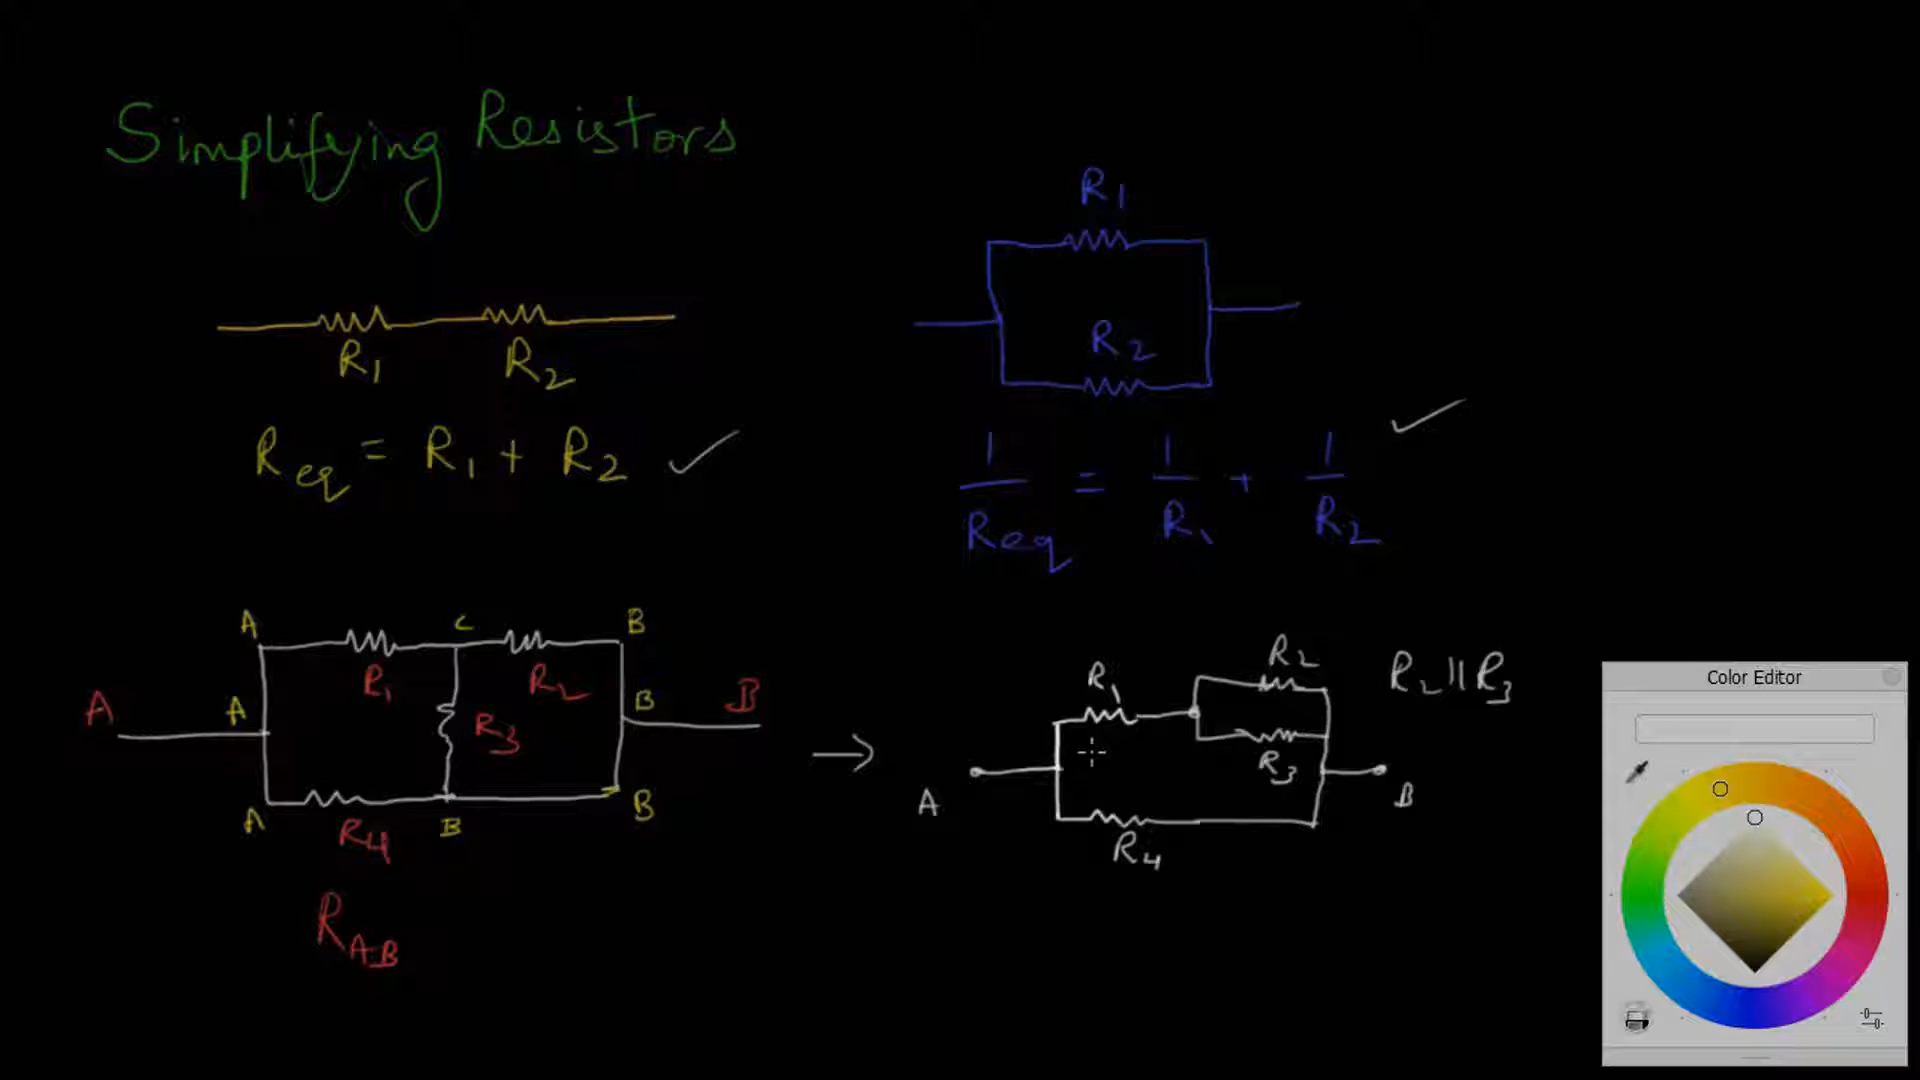 Simplifying Resistors
R1
R1 R2
R2
Req = R1 + R2 ✓
1/Req = 1/R1 + 1/R2 ✓
A C B
R1 R2
A A B B
R3
A R4 B B
RAB
→
R1 R2 R2 || R3
R3
A B
R4
Color Editor